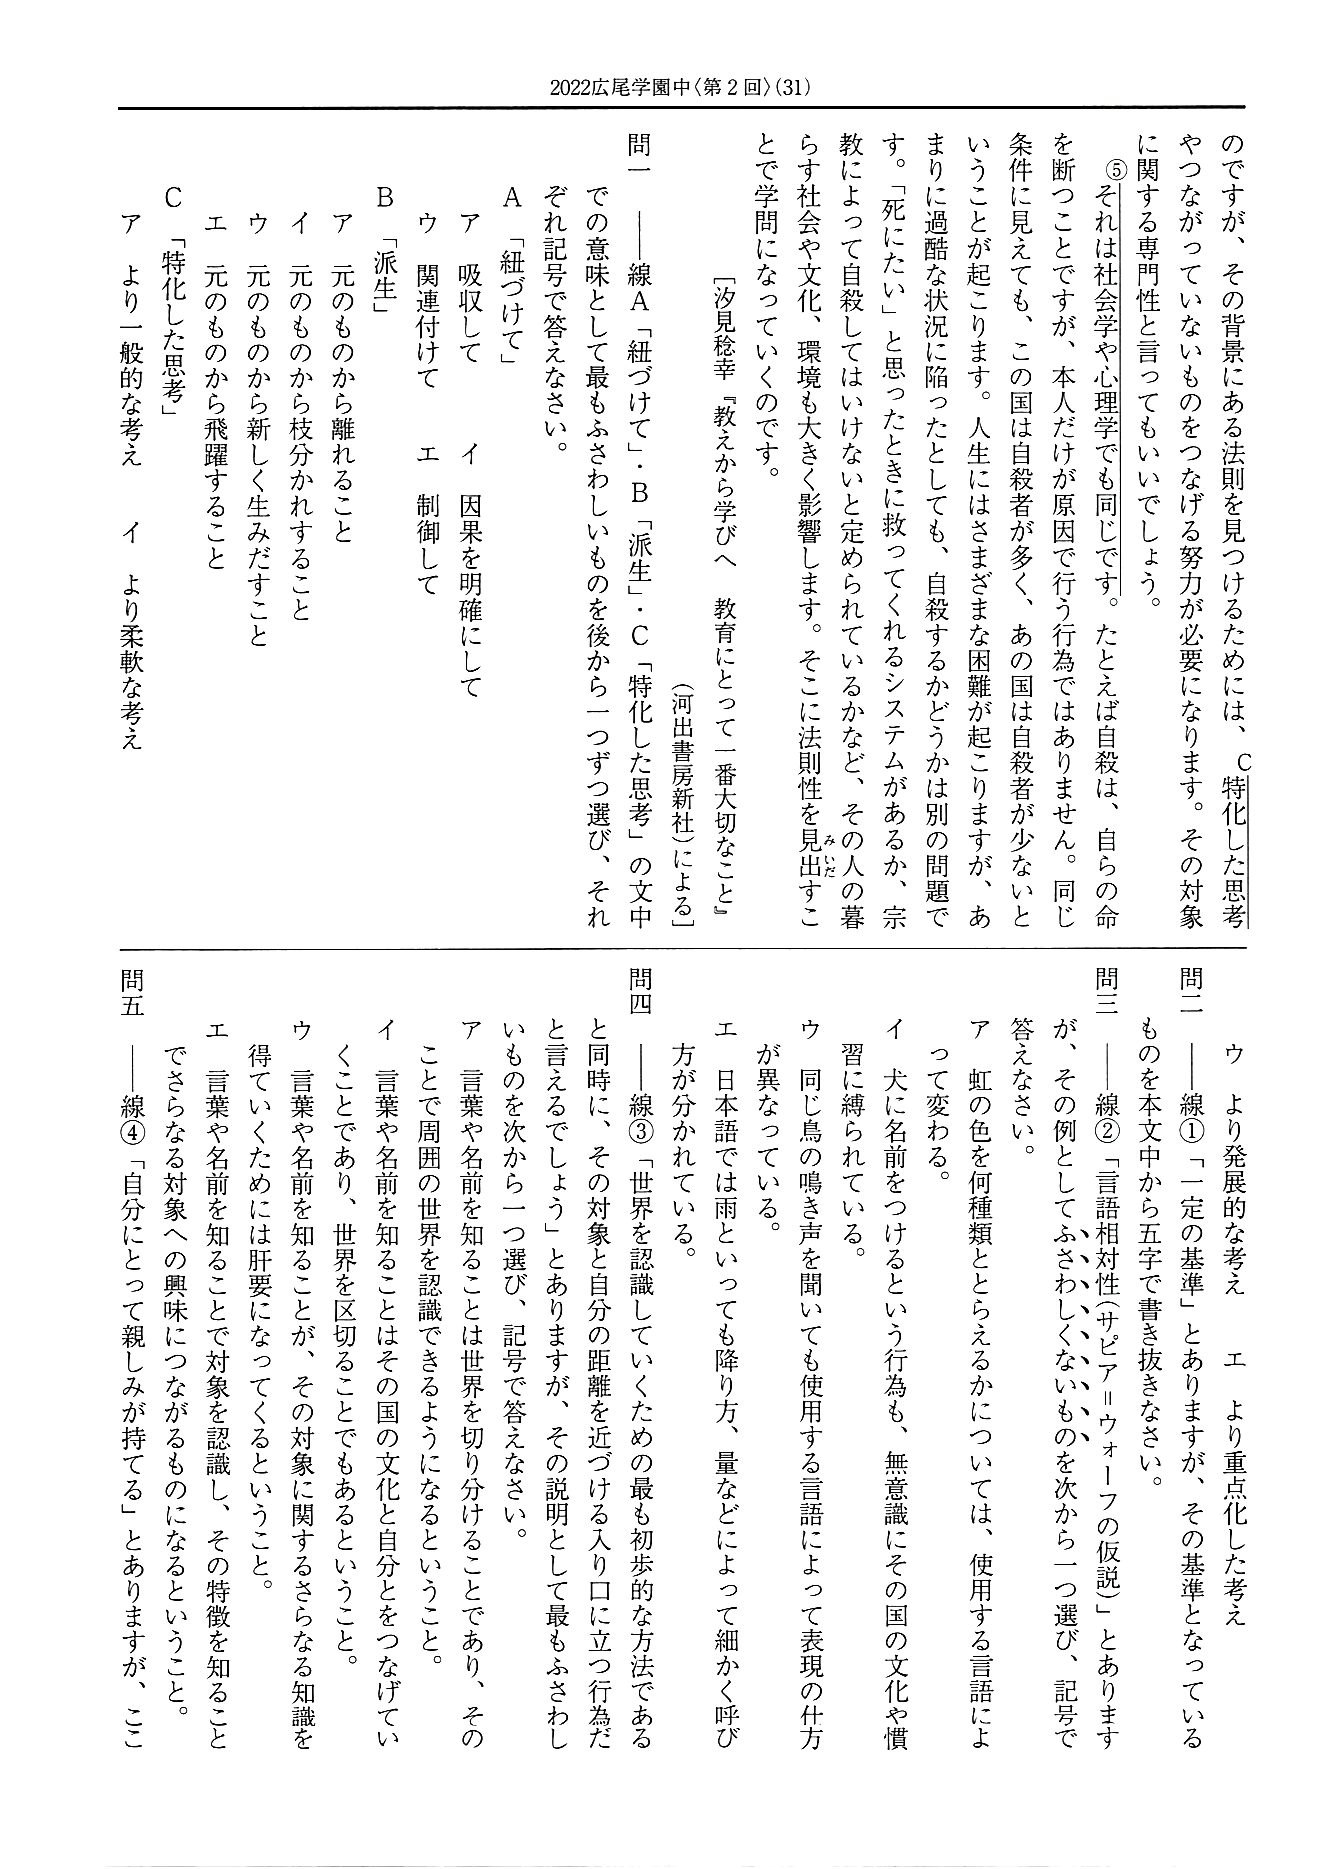 2022広尾学園中〈第2回〉(31)
のですが、その背景にある法則を見つけるためには、C特化した思考
やつながっていないものをつなげる努力が必要になります。その対象
に関する専門性と言ってもいいでしょう。
⑤それは社会学や心理学でも同じです。たとえば自殺は、自らの命
を断つことですが、本人だけが原因で行う行為ではありません。同じ
条件に見えても、この国は自殺者が多く、あの国は自殺者が少ないと
いうことが起こります。人生にはさまざまな困難が起こりますが、あ
まりに過酷な状況に陥ったとしても、自殺するかどうかは別の問題で
す。「死にたい」と思ったときに救ってくれるシステムがあるか、宗
教によって自殺してはいけないと定められているかなど、その人の暮
らす社会や文化、環境も大きく影響します。そこに法則性を見出すこ
みいだ
とで学問になっていくのです。
[汐見稔幸『教えから学びへ 教育にとって一番大切なこと』
(河出書房新社)による]
問一 ――線A「紐づけて」・B「派生」・C「特化した思考」の文中
での意味として最もふさわしいものを後から一つずつ選び、それ
ぞれ記号で答えなさい。
A 「紐づけて」
ア 吸収して イ 因果を明確にして
ウ 関連付けて エ 制御して
B 「派生」
ア 元のものから離れること
イ 元のものから枝分かれすること
ウ 元のものから新しく生みだすこと
エ 元のものから飛躍すること
C 「特化した思考」
ア より一般的な考え イ より柔軟な考え
ウ より発展的な考え エ より重点化した考え
問二 ――線①「一定の基準」とありますが、その基準となっている
ものを本文中から五字で書き抜きなさい。
問三 ――線②「言語相対性(サピア=ウォーフの仮説)」とあります
が、その例としてふさわしくないものを次から一つ選び、記号で
答えなさい。
ア 虹の色を何種類ととらえるかについては、使用する言語によ
って変わる。
イ 犬に名前をつけるという行為も、無意識にその国の文化や慣
習に縛られている。
ウ 同じ鳥の鳴き声を聞いても使用する言語によって表現の仕方
が異なっている。
エ 日本語では雨といっても降り方、量などによって細かく呼び
方が分かれている。
問四 ――線③「世界を認識していくための最も初歩的な方法である
と同時に、その対象と自分の距離を近づける入り口に立つ行為だ
と言えるでしょう」とありますが、その説明として最もふさわし
いものを次から一つ選び、記号で答えなさい。
ア 言葉や名前を知ることは世界を切り分けることであり、その
ことで周囲の世界を認識できるようになるということ。
イ 言葉や名前を知ることはその国の文化と自分とをつなげてい
くことであり、世界を区切ることでもあるということ。
ウ 言葉や名前を知ることが、その対象に関するさらなる知識を
得ていくためには肝要になってくるということ。
エ 言葉や名前を知ることで対象を認識し、その特徴を知ること
でさらなる対象への興味につながるものになるということ。
問五 ――線④「自分にとって親しみが持てる」とありますが、ここ